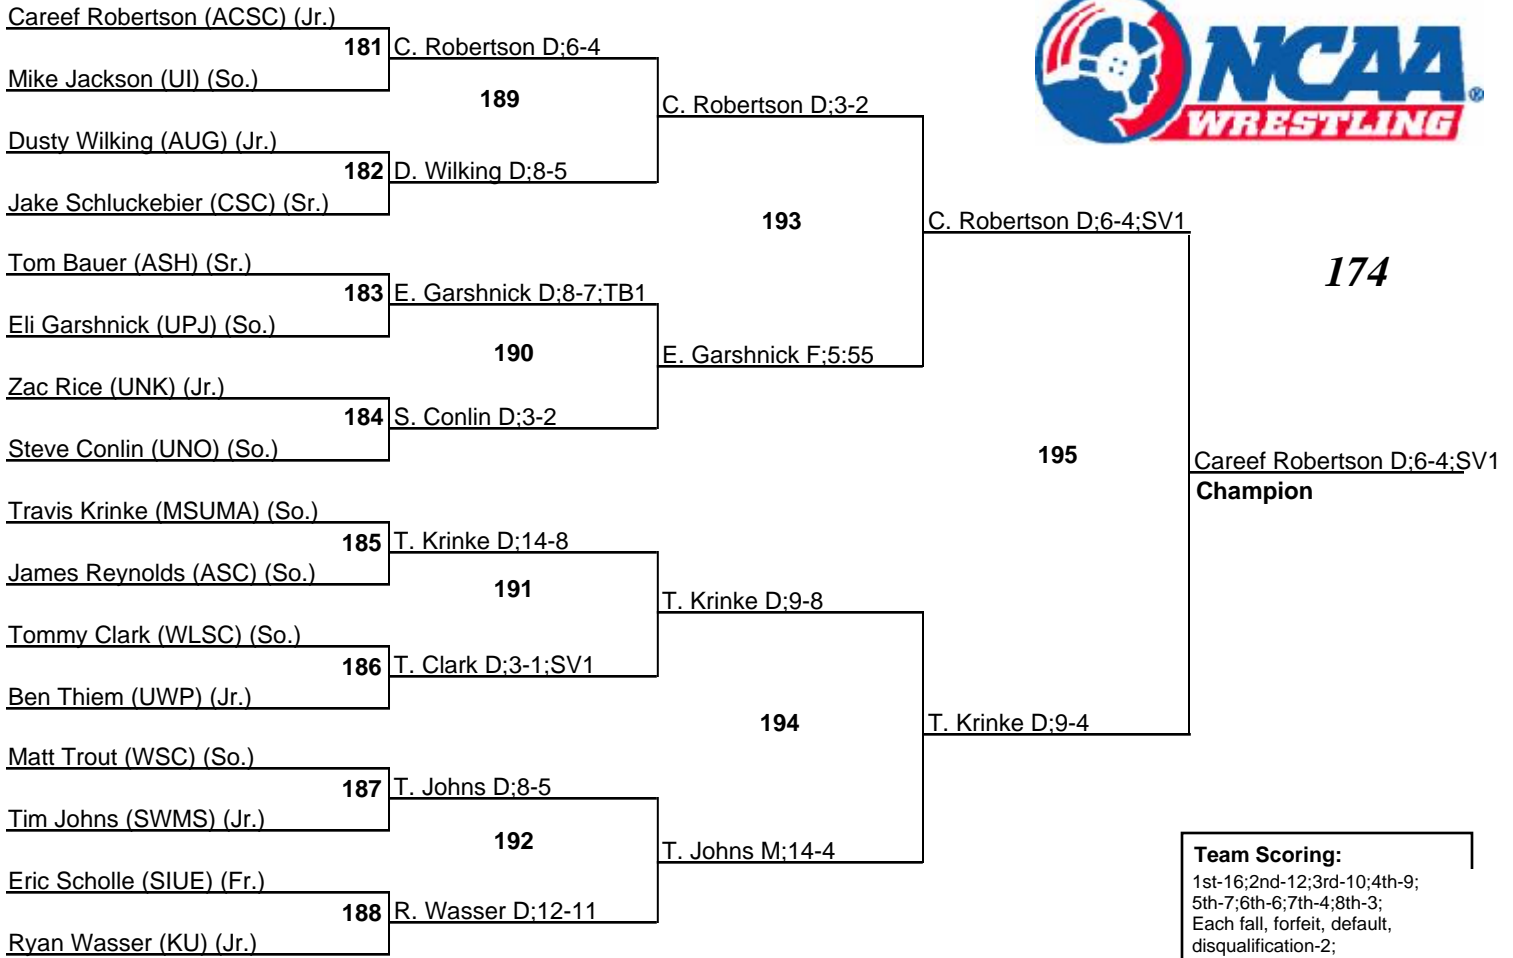 Careef Robertson (ACSC) (Jr.)
181 C. Robertson D;6-4
Mike Jackson (UI) (So.)
189
C. Robertson D;3-2
Dusty Wilking (AUG) (Jr.)
182 D. Wilking D;8-5
Jake Schluckebier (CSC) (Sr.)
193
C. Robertson D;6-4;SV1
Tom Bauer (ASH) (Sr.)
183 E. Garshnick D;8-7;TB1
Eli Garshnick (UPJ) (So.)
190
E. Garshnick F;5:55
Zac Rice (UNK) (Jr.)
184 S. Conlin D;3-2
Steve Conlin (UNO) (So.)
195
Careef Robertson D;6-4;SV1
Champion
Travis Krinke (MSUMA) (So.)
185 T. Krinke D;14-8
James Reynolds (ASC) (So.)
191
T. Krinke D;9-8
Tommy Clark (WLSC) (So.)
186 T. Clark D;3-1;SV1
Ben Thiem (UWP) (Jr.)
194
T. Krinke D;9-4
Matt Trout (WSC) (So.)
187 T. Johns D;8-5
Tim Johns (SWMS) (Jr.)
192
T. Johns M;14-4
Eric Scholle (SIUE) (Fr.)
188 R. Wasser D;12-11
Ryan Wasser (KU) (Jr.)
NCAA
®
WRESTLING
174
Team Scoring:
1st-16;2nd-12;3rd-10;4th-9;
5th-7;6th-6;7th-4;8th-3;
Each fall, forfeit, default,
disqualification-2;